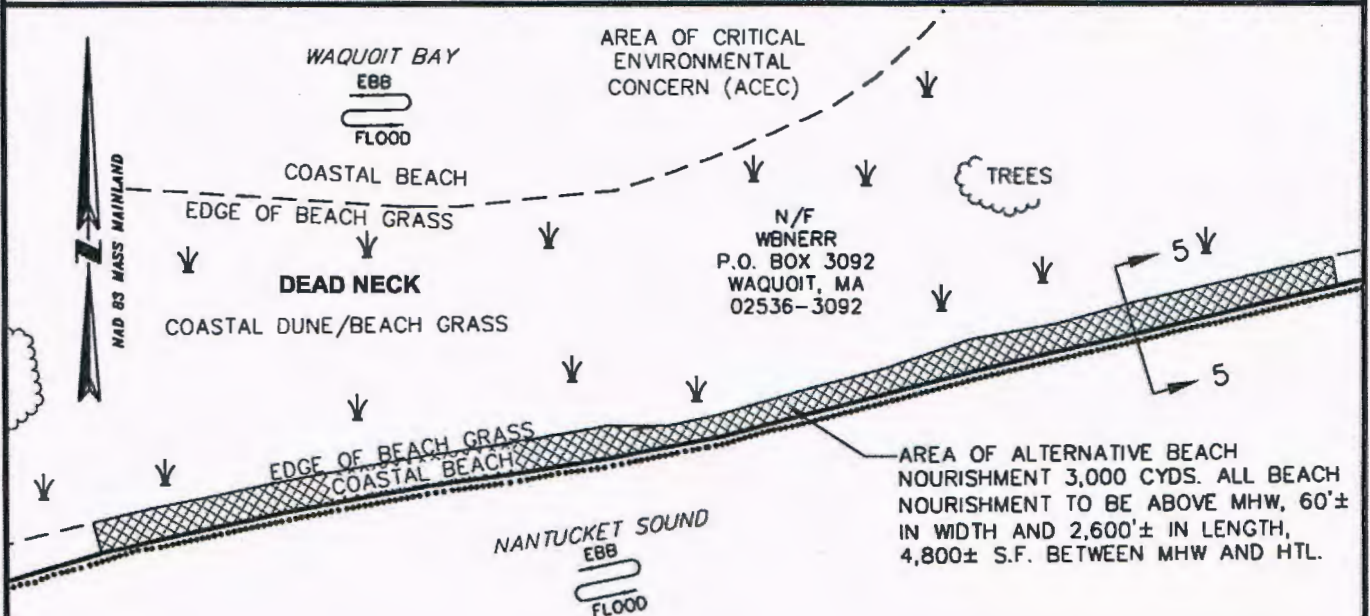 WAQUOIT BAY
EBB
FLOOD
AREA OF CRITICAL
ENVIRONMENTAL
CONCERN (ACEC)
NAD 83 MASS MAINLAND
COASTAL BEACH
EDGE OF BEACH GRASS
TREES
N/F
WBNERR
P.O. BOX 3092
WAQUOIT, MA
02536-3092
DEAD NECK
COASTAL DUNE/BEACH GRASS
5
5
EDGE OF BEACH GRASS
COASTAL BEACH
AREA OF ALTERNATIVE BEACH
NOURISHMENT 3,000 CYDS. ALL BEACH
NOURISHMENT TO BE ABOVE MHW, 60'±
IN WIDTH AND 2,600'± IN LENGTH,
4,800± S.F. BETWEEN MHW AND HTL.
NANTUCKET SOUND
EBB
FLOOD